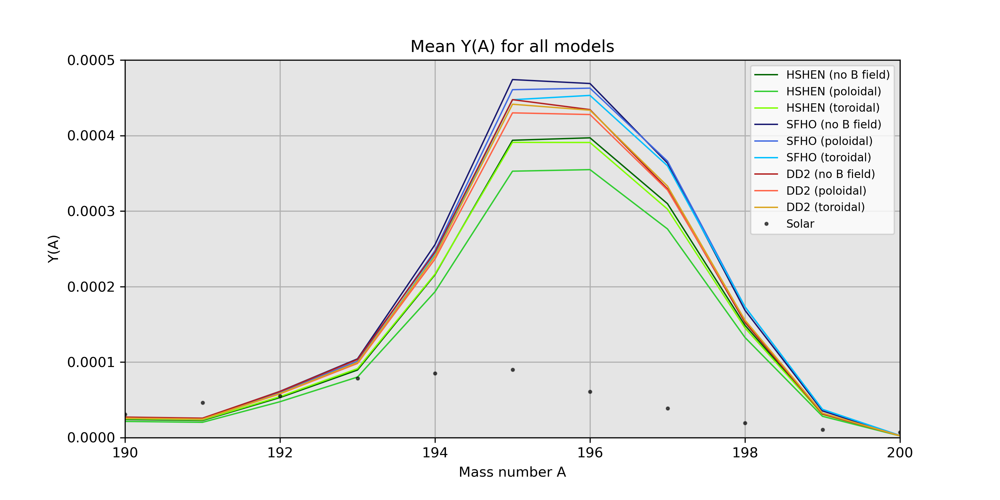 Mean Y(A) for all models
0.0005
0.0004
0.0003
0.0002
0.0001
0.0000
Y(A)
HSHEN (no B field)
HSHEN (poloidal)
HSHEN (toroidal)
SFHO (no B field)
SFHO (poloidal)
SFHO (toroidal)
DD2 (no B field)
DD2 (poloidal)
DD2 (toroidal)
Solar
190 192 194 196 198 200
Mass number A